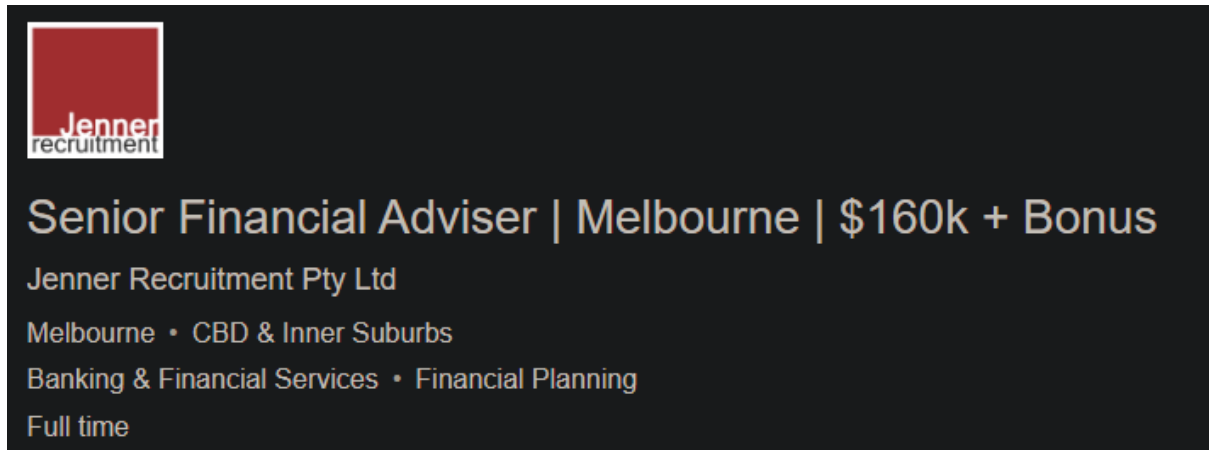 Jenner
recruitment
Senior Financial Adviser | Melbourne | $160k + Bonus
Jenner Recruitment Pty Ltd
Melbourne • CBD & Inner Suburbs
Banking & Financial Services • Financial Planning
Full time